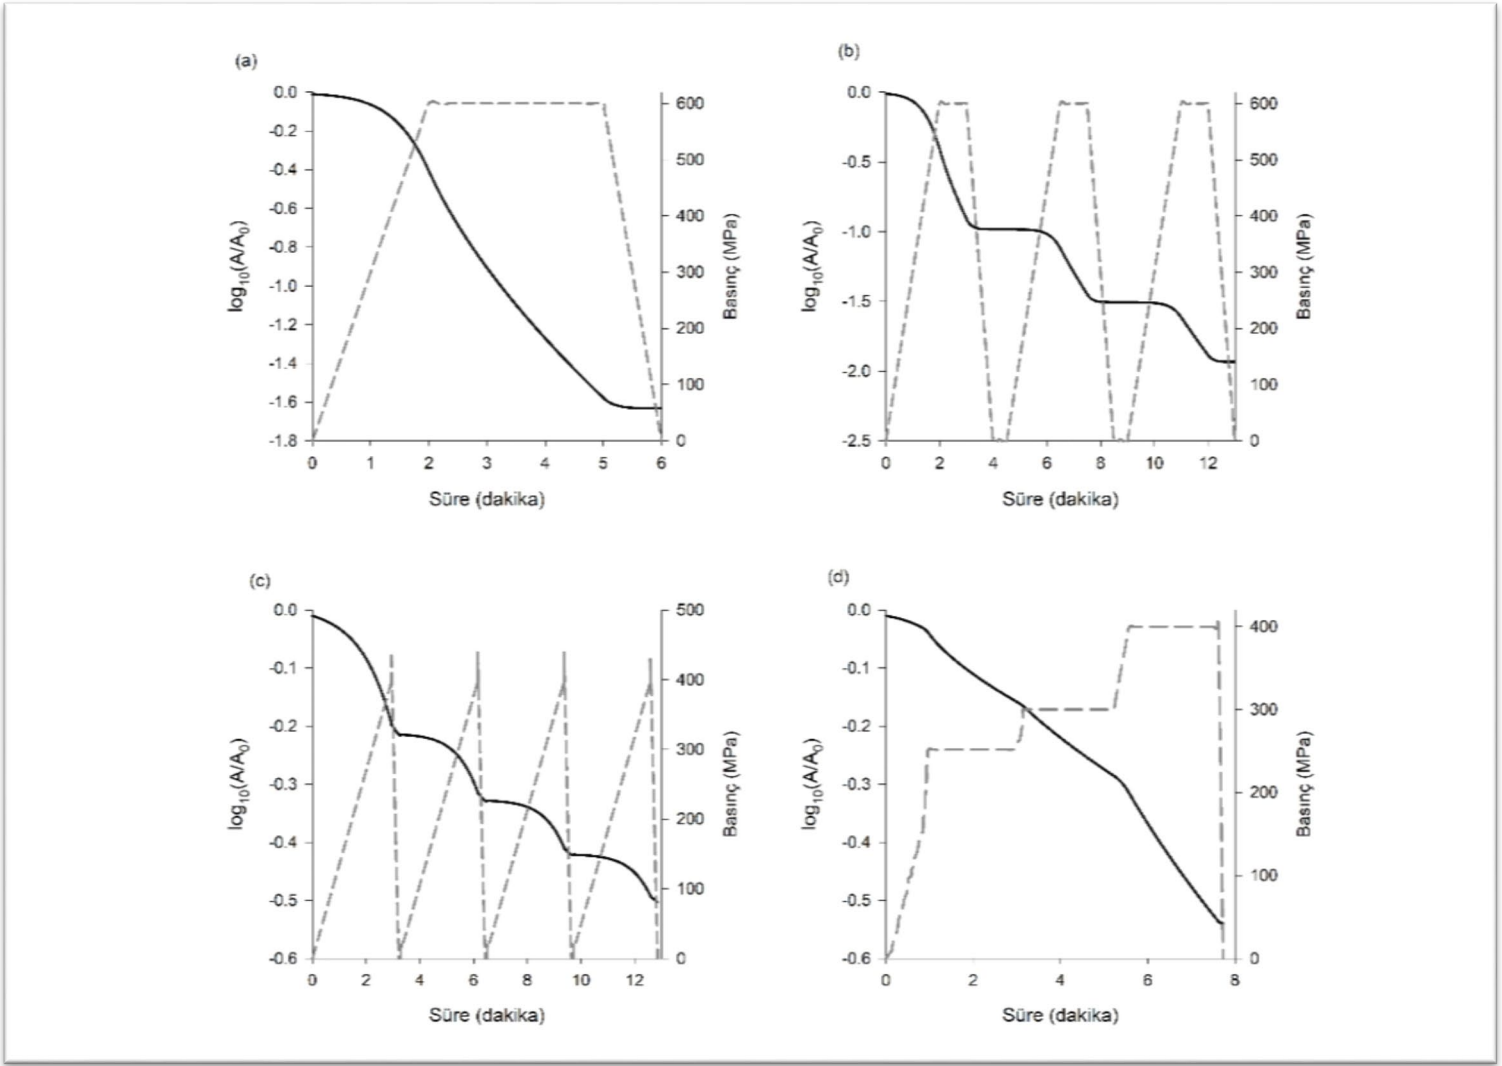 (a)
0.0
-0.2
-0.4
-0.6
-0.8
-1.0
-1.2
-1.4
-1.6
-1.8
log10(A/A0)
600
500
400
300
200
100
0
Basınç (MPa)
0 1 2 3 4 5 6
Süre (dakika)
(b)
0.0
-0.5
-1.0
-1.5
-2.0
-2.5
log10(A/A0)
600
500
400
300
200
100
0
Basınç (MPa)
0 2 4 6 8 10 12
Süre (dakika)
(c)
0.0
-0.1
-0.2
-0.3
-0.4
-0.5
-0.6
log10(A/A0)
500
400
300
200
100
0
Basınç (MPa)
0 2 4 6 8 10 12
Süre (dakika)
(d)
0.0
-0.1
-0.2
-0.3
-0.4
-0.5
-0.6
log10(A/A0)
400
300
200
100
0
Basınç (MPa)
0 2 4 6 8
Süre (dakika)